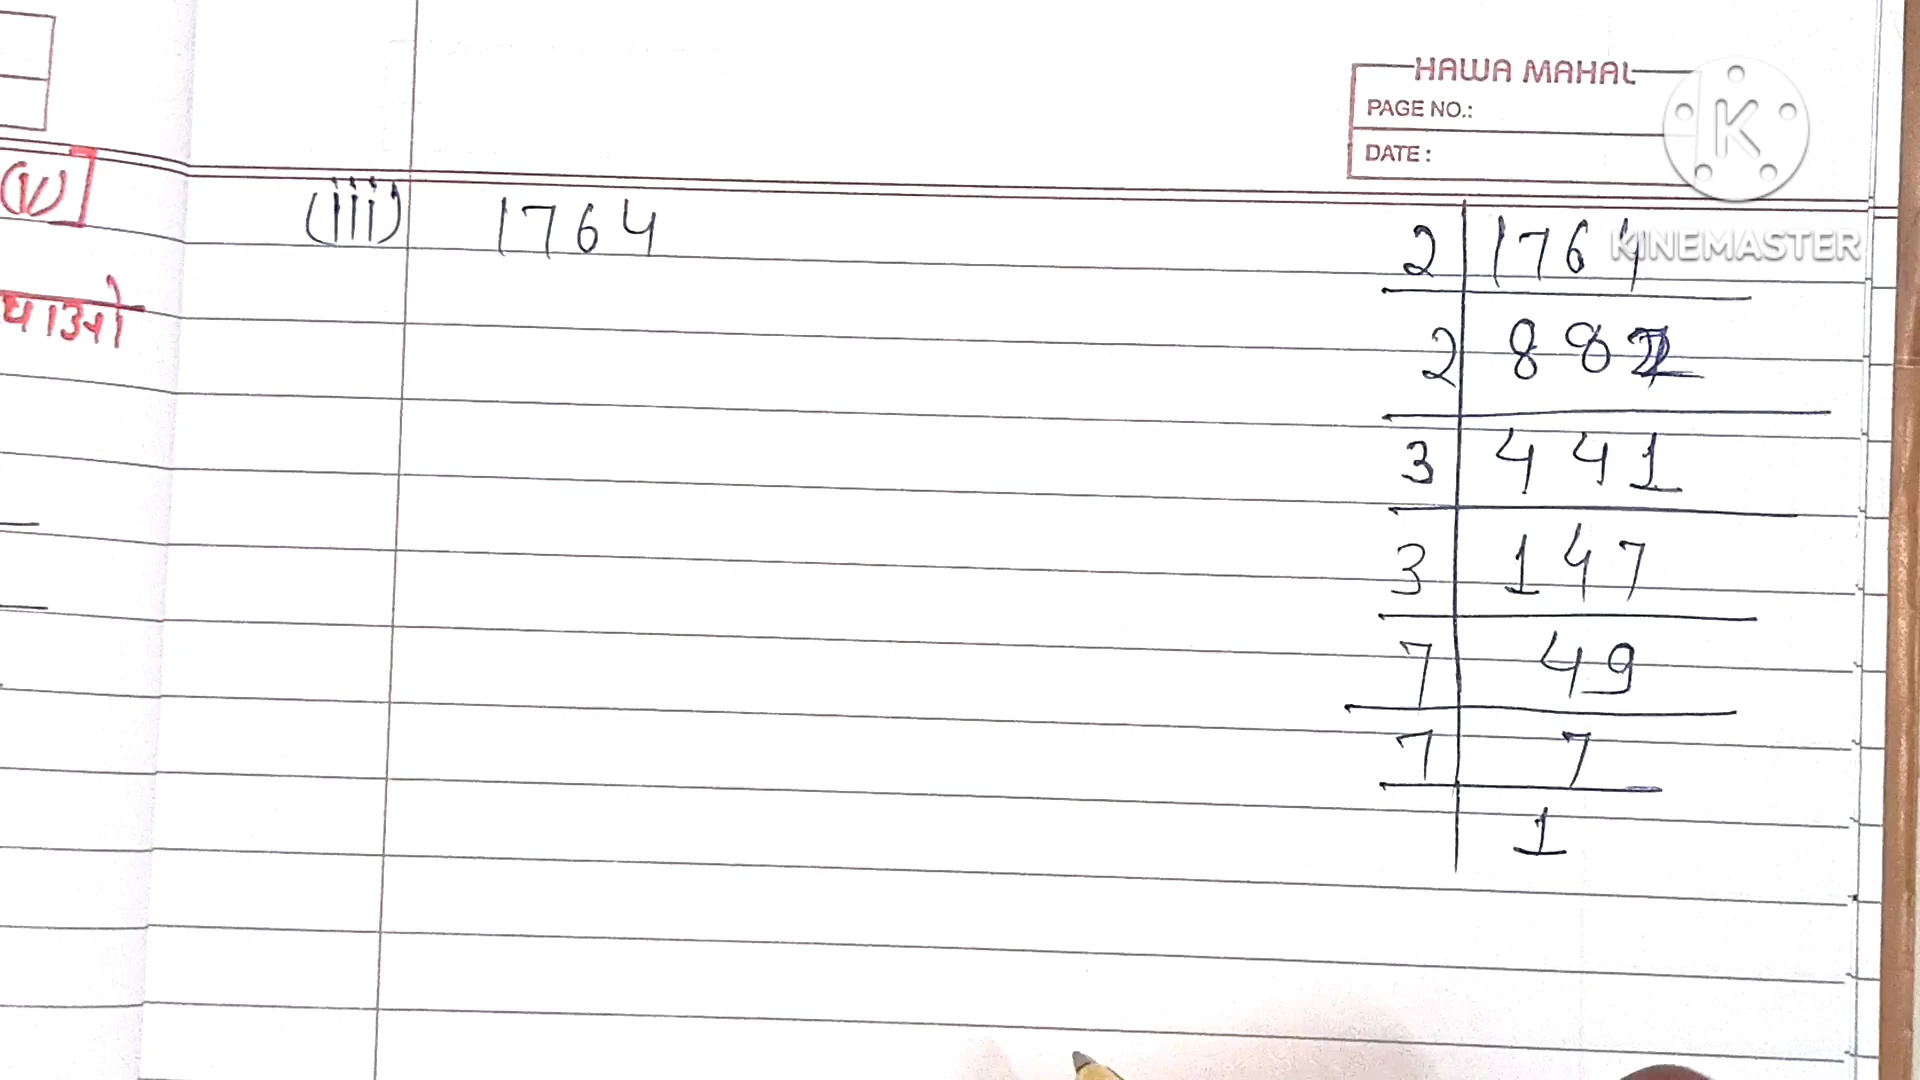 HAWA MAHAL
PAGE NO.:
DATE :
K
KINEMASTER
(V)
(iii) 1764
2 1764
2 882
3 441
3 147
7 49
7 7
1